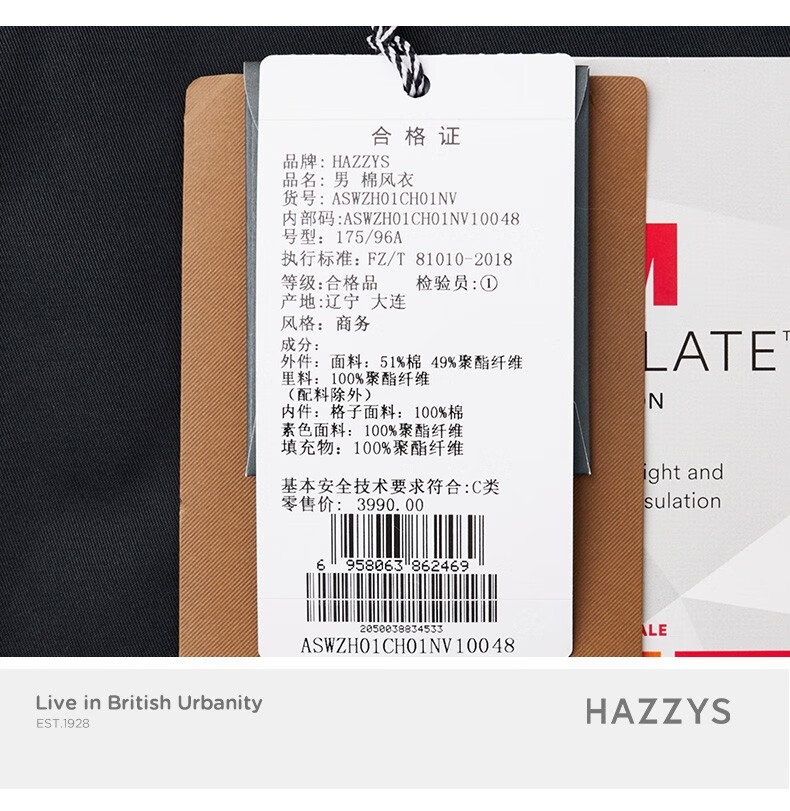 合格证
品牌: HAZZYS
品名: 男 棉风衣
货号: ASWZH01CH01NV
内部码:ASWZH01CH01NV10048
号型: 175/96A
执行标准: FZ/T 81010-2018
等级:合格品 检验员:①
产地:辽宁 大连
风格: 商务
成分:
外件: 面料: 51%棉 49%聚酯纤维
里料: 100%聚酯纤维
(配料除外)
内件: 格子面料: 100%棉
素色面料: 100%聚酯纤维
填充物: 100%聚酯纤维
基本安全技术要求符合:C类
零售价: 3990.00
6 958063 862469
2050038834533
ASWZH01CH01NV10048
M
LATE™
ON
ight and
sulation
ALE
Live in British Urbanity
EST.1928
HAZZYS